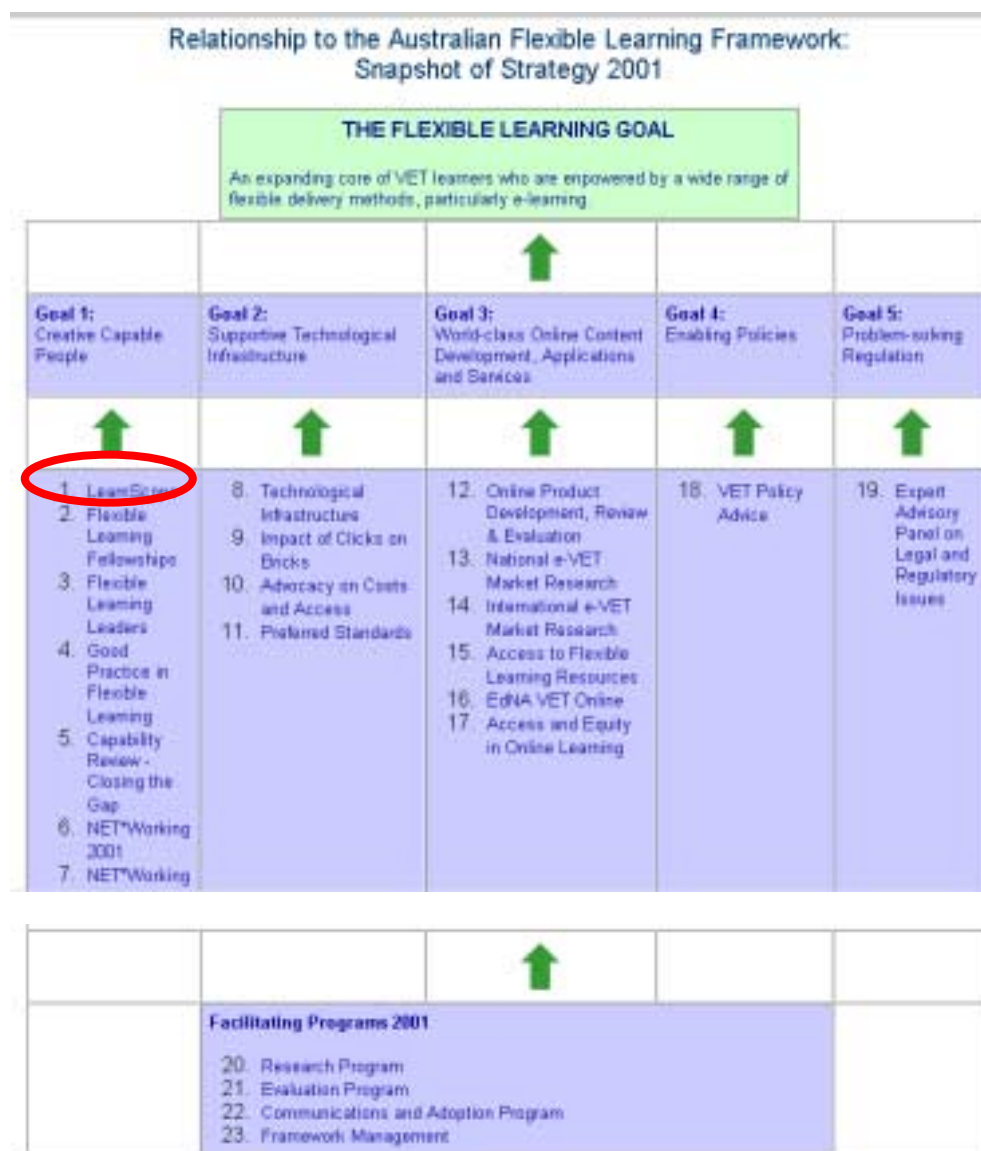 Relationship to the Australian Flexible Learning Framework:
Snapshot of Strategy 2001
THE FLEXIBLE LEARNING GOAL
An expanding core of VET learners who are enpowered by a wide range of
flexible delivery methods, particularly e-learning.
Goal 1:
Creative Capable
People
Goal 2:
Supportive Technological
Infrastructure
Goal 3:
World-class Online Content
Development, Applications
and Services
Goal 4:
Enabling Policies
Goal 5:
Problem-solving
Regulation
1. LearnScope
2. Flexible
Learning
Fellowships
3. Flexible
Learning
Leaders
4. Good
Practice in
Flexible
Learning
5. Capability
Review -
Closing the
Gap
6. NET*Working
2001
7. NET*Working
8. Technological
Infrastructure
9. Impact of Clicks on
Bricks
10. Advocacy on Costs
and Access
11. Preferred Standards
12. Online Product
Development, Review
& Evaluation
13. National e-VET
Market Research
14. International e-VET
Market Research
15. Access to Flexible
Learning Resources
16. EdNA VET Online
17. Access and Equity
in Online Learning
18. VET Policy
Advice
19. Expert
Advisory
Panel on
Legal and
Regulatory
Issues
Facilitating Programs 2001
20. Research Program
21. Evaluation Program
22. Communications and Adoption Program
23. Framework Management